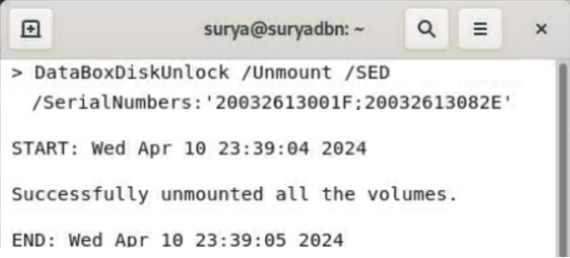 surya@suryadbn: ~
> DataBoxDiskUnlock /Unmount /SED
/SerialNumbers:'20032613001F;20032613082E'
START: Wed Apr 10 23:39:04 2024
Successfully unmounted all the volumes.
END: Wed Apr 10 23:39:05 2024